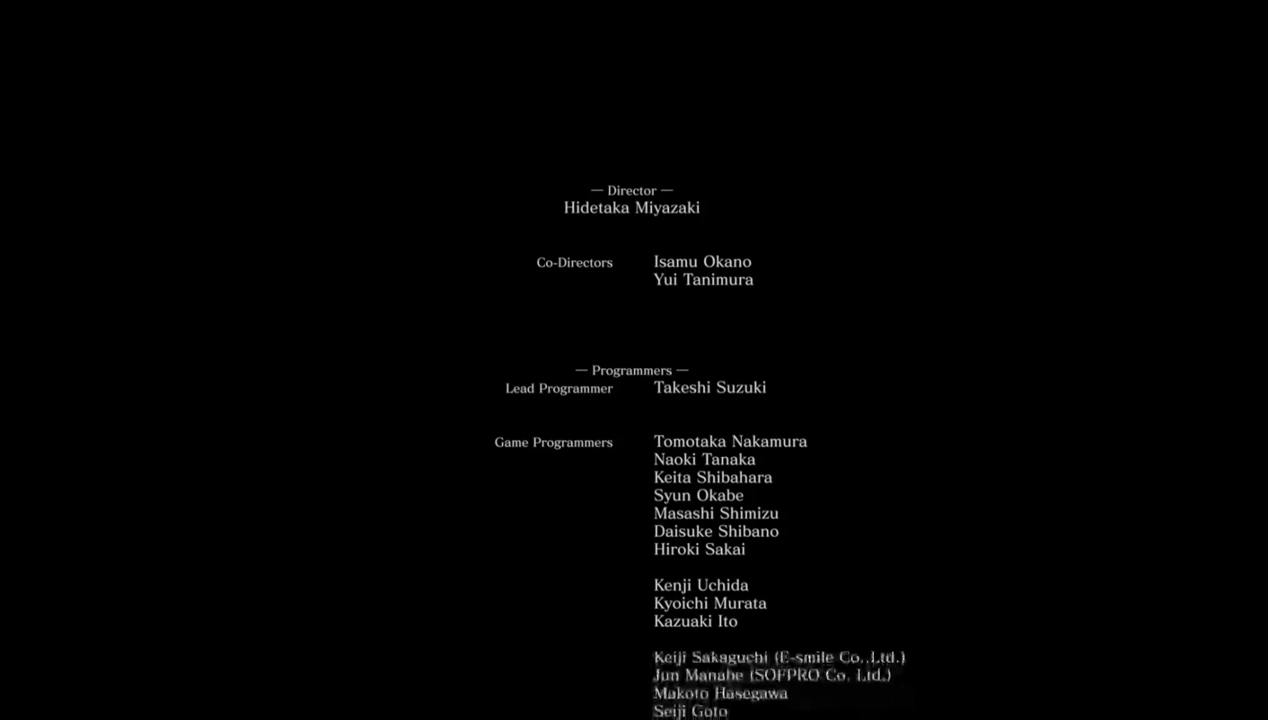 — Director —
Hidetaka Miyazaki
Co-Directors Isamu Okano
Yui Tanimura
— Programmers —
Lead Programmer Takeshi Suzuki
Game Programmers Tomotaka Nakamura
Naoki Tanaka
Keita Shibahara
Syun Okabe
Masashi Shimizu
Daisuke Shibano
Hiroki Sakai
Kenji Uchida
Kyoichi Murata
Kazuaki Ito
Keiji Sakaguchi (E-smile Co.,Ltd.)
Jun Manabe (SOFPRO Co. Ltd.)
Makoto Hasegawa
Seiji Goto